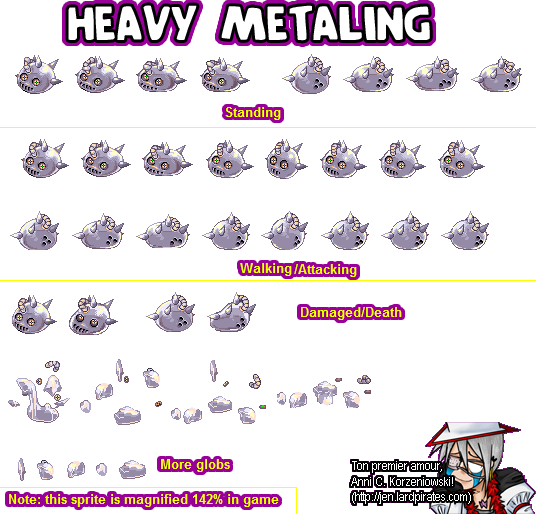 HEAVY METALING
Standing
Walking/Attacking
Damaged/Death
More globs
Ton premier amour,
Anni C. Korzeniowski!
(http://jen.lardpirates.com)
Note: this sprite is magnified 142% in game